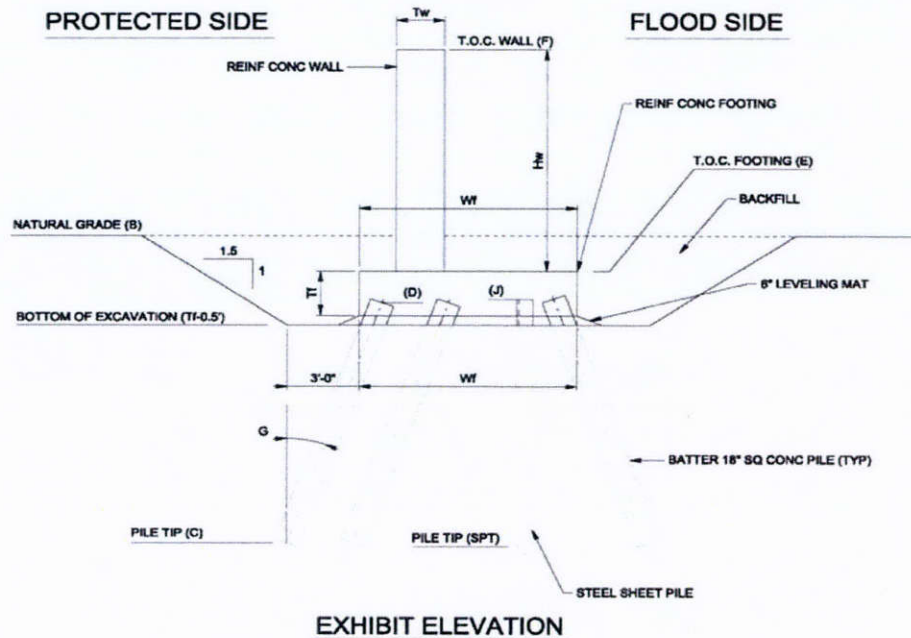 PROTECTED SIDE
Tw
FLOOD SIDE
T.O.C. WALL (F)
REINF CONC WALL
REINF CONC FOOTING
Hw
T.O.C. FOOTING (E)
Wf
BACKFILL
NATURAL GRADE (B)
1.5
1
Tf
(D)
(J)
6" LEVELING MAT
BOTTOM OF EXCAVATION (Tf-0.5')
3'-0"
Wf
G
BATTER 18" SQ CONC PILE (TYP)
PILE TIP (C)
PILE TIP (SPT)
STEEL SHEET PILE
EXHIBIT ELEVATION